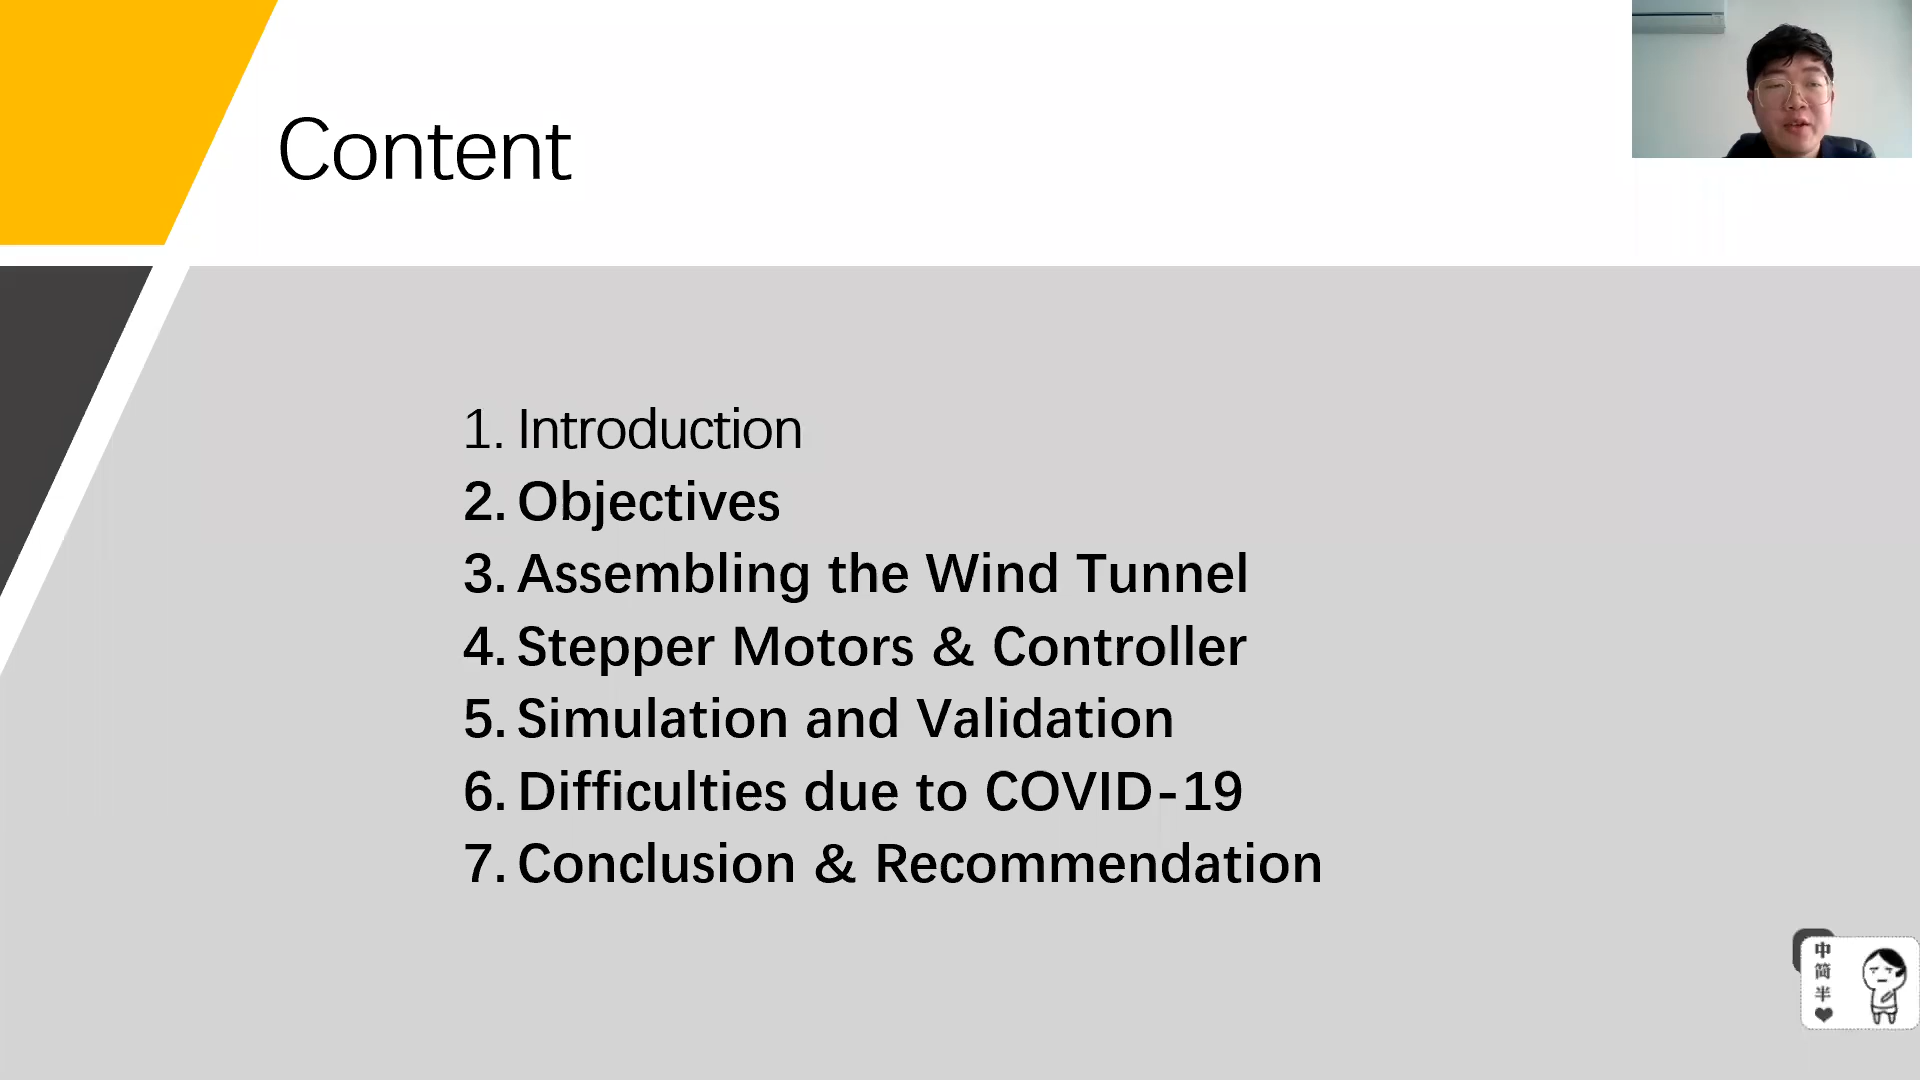 Content
1. Introduction
2. Objectives
3. Assembling the Wind Tunnel
4. Stepper Motors & Controller
5. Simulation and Validation
6. Difficulties due to COVID-19
7. Conclusion & Recommendation
中
简
半